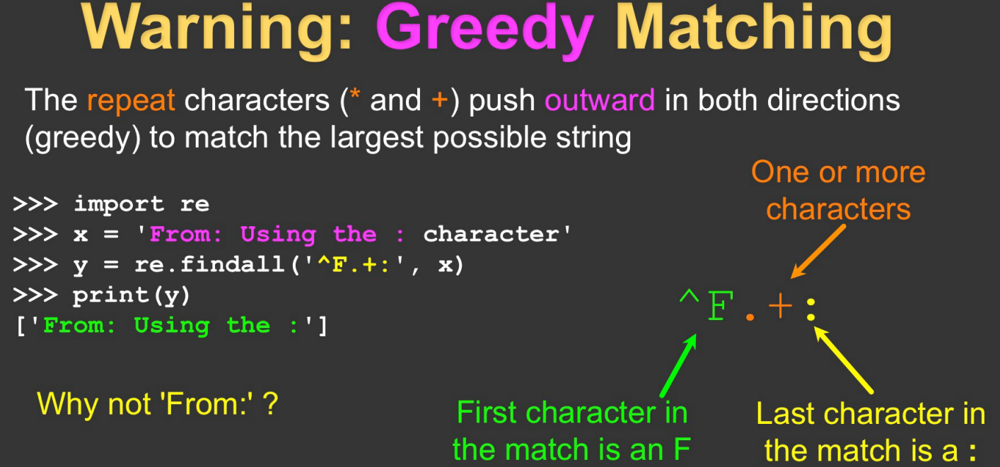 Warning: Greedy Matching
The repeat characters (* and +) push outward in both directions
(greedy) to match the largest possible string
>>> import re
>>> x = 'From: Using the : character'
>>> y = re.findall('^F.+:', x)
>>> print(y)
['From: Using the :']
Why not 'From:' ?
One or more
characters
^F.+:
First character in
the match is an F
Last character in
the match is a :